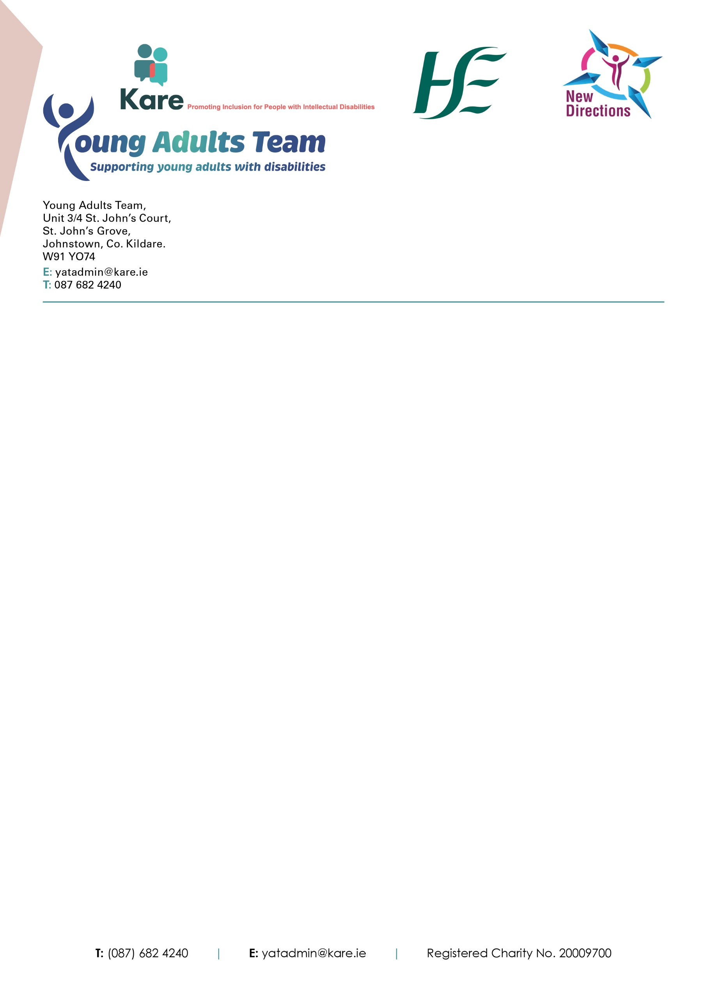 Kare Promoting Inclusion for People with Intellectual Disabilities
HSE
New
Directions
Young Adults Team
Supporting young adults with disabilities
Young Adults Team,
Unit 3/4 St. John’s Court,
St. John’s Grove,
Johnstown, Co. Kildare.
W91 YO74
E: yatadmin@kare.ie
T: 087 682 4240
T: (087) 682 4240 | E: yatadmin@kare.ie | Registered Charity No. 20009700